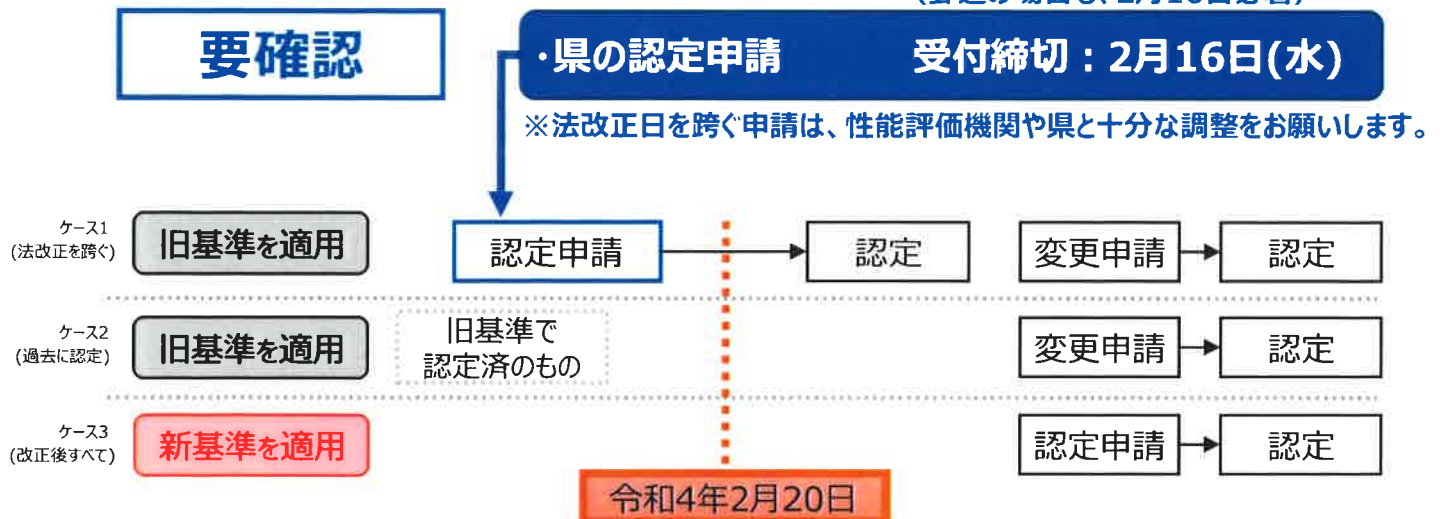 要確認
・県の認定申請 受付締切：2月16日(水)
※法改正日を跨ぐ申請は、性能評価機関や県と十分な調整をお願いします。
ケース1
(法改正を跨ぐ)
旧基準を適用
認定申請
認定
変更申請
認定
ケース2
(過去に認定)
旧基準を適用
旧基準で
認定済のもの
変更申請
認定
ケース3
(改正後すべて)
新基準を適用
認定申請
認定
令和4年2月20日